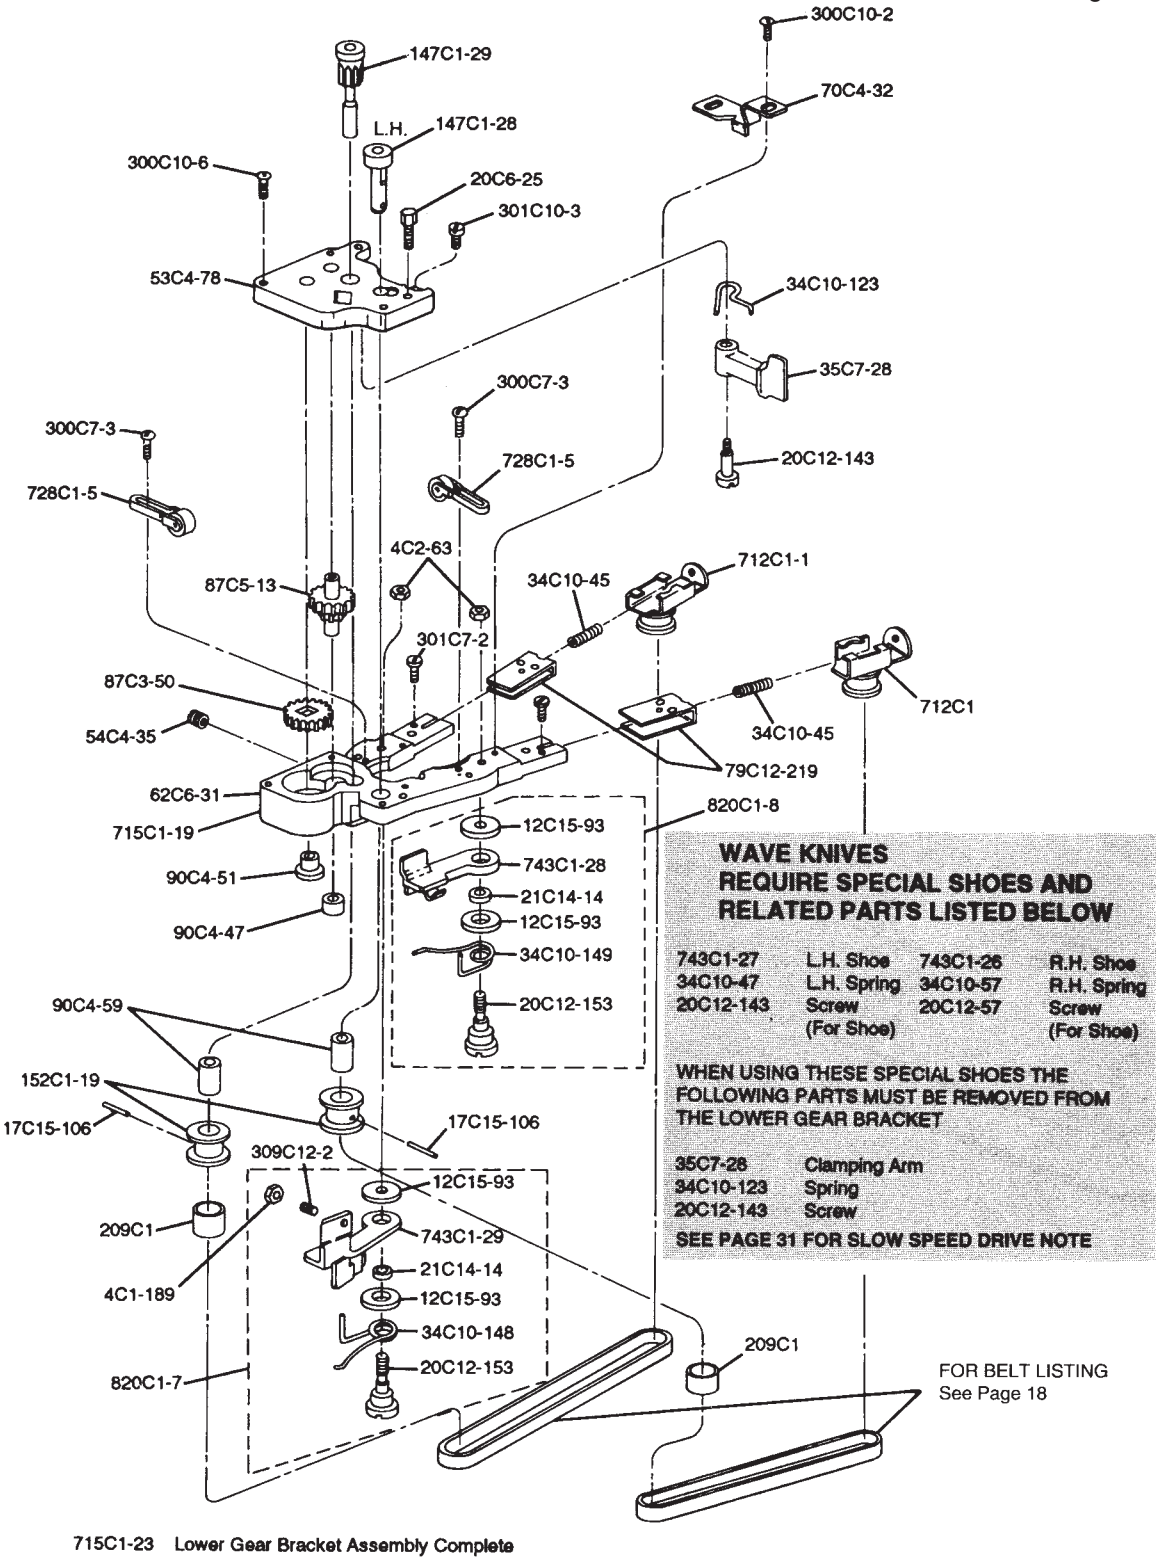 300C10-2
147C1-29
70C4-32
L.H.
147C1-28
300C10-6
20C6-25
301C10-3
53C4-78
34C10-123
35C7-28
300C7-3
300C7-3
20C12-143
728C1-5
728C1-5
4C2-63
712C1-1
34C10-45
87C5-13
301C7-2
87C3-50
712C1
54C4-35
34C10-45
79C12-219
62C6-31
820C1-8
715C1-19
12C15-93
743C1-28
90C4-51
21C14-14
12C15-93
90C4-47
34C10-149
20C12-153
WAVE KNIVES
REQUIRE SPECIAL SHOES AND
RELATED PARTS LISTED BELOW
743C1-27 L.H. Shoe 743C1-26 R.H. Shoe
34C10-47 L.H. Spring 34C10-57 R.H. Spring
20C12-143 Screw 20C12-57 Screw
(For Shoe) (For Shoe)
WHEN USING THESE SPECIAL SHOES THE
FOLLOWING PARTS MUST BE REMOVED FROM
THE LOWER GEAR BRACKET
35C7-28 Clamping Arm
34C10-123 Spring
20C12-143 Screw
SEE PAGE 31 FOR SLOW SPEED DRIVE NOTE
90C4-59
152C1-19
17C15-106
17C15-106
309C12-2
12C15-93
209C1
743C1-29
21C14-14
4C1-189
12C15-93
34C10-148
209C1
20C12-153
820C1-7
FOR BELT LISTING
See Page 18
715C1-23 Lower Gear Bracket Assembly Complete